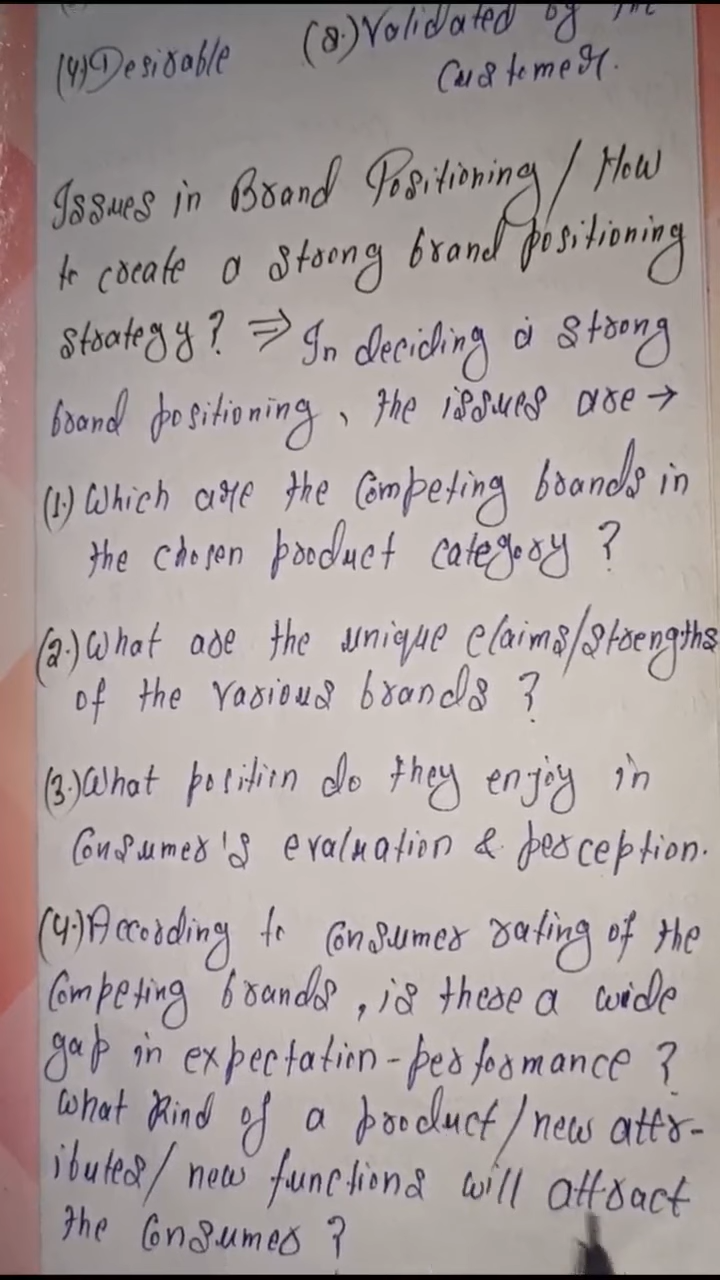 (4) Desirable (8.) Validated by the
Customer.
Issues in Brand Positioning / How
to create a strong brand positioning
strategy? ⇒ In deciding a strong
brand positioning, the issues are →
(1.) Which are the competing brands in
the chosen product category ?
(2.) What are the unique claims/strengths
of the various brands ?
(3.) What position do they enjoy in
Consumer's evaluation & perception.
(4.) According to Consumer rating of the
Competing brands, is there a wide
gap in expectation-performance ?
What kind of a product/new attr-
ibutes/ new functions will attract
the Consumer ?